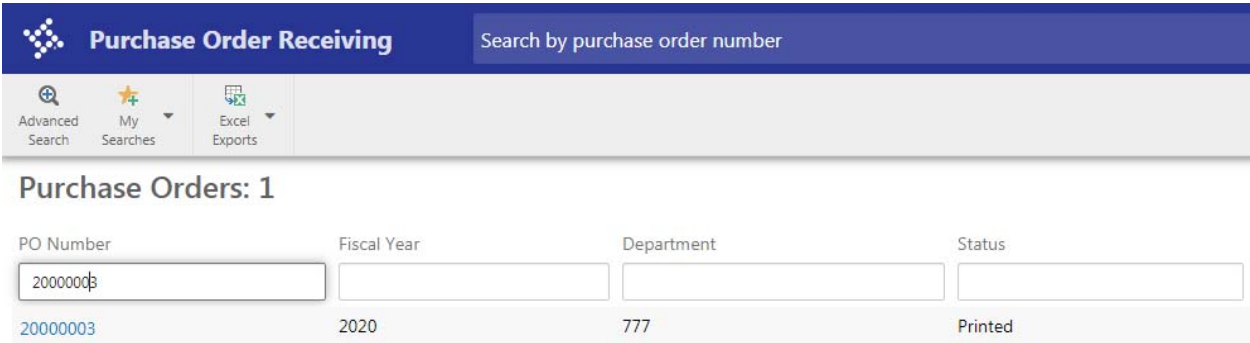 Purchase Order Receiving
Search by purchase order number
Advanced Search
My Searches
Excel Exports
Purchase Orders: 1
PO Number Fiscal Year Department Status
20000003
20000003 2020 777 Printed